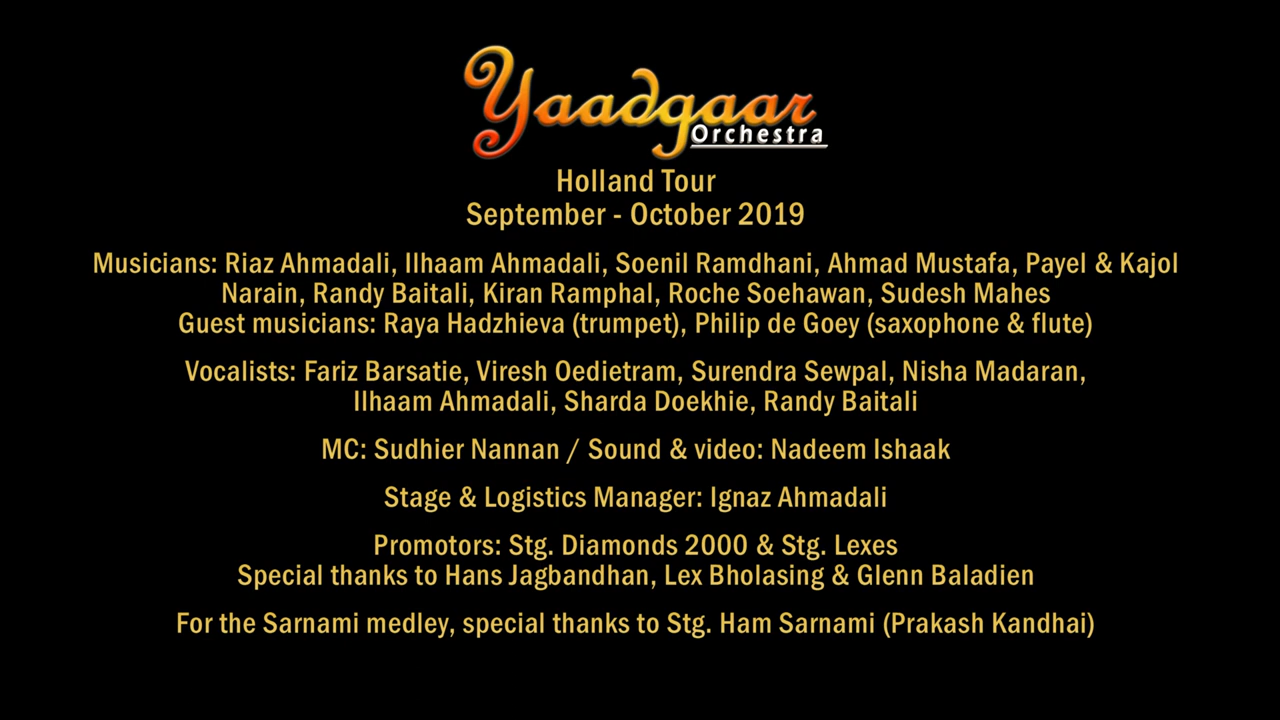 Yaadgaar
Orchestra
Holland Tour
September - October 2019
Musicians: Riaz Ahmadali, Ilhaam Ahmadali, Soenil Ramdhani, Ahmad Mustafa, Payel & Kajol
Narain, Randy Baitali, Kiran Ramphal, Roche Soehawan, Sudesh Mahes
Guest musicians: Raya Hadzhieva (trumpet), Philip de Goey (saxophone & flute)
Vocalists: Fariz Barsatie, Viresh Oedietram, Surendra Sewpal, Nisha Madaran,
Ilhaam Ahmadali, Sharda Doekhie, Randy Baitali
MC: Sudhier Nannan / Sound & video: Nadeem Ishaak
Stage & Logistics Manager: Ignaz Ahmadali
Promotors: Stg. Diamonds 2000 & Stg. Lexes
Special thanks to Hans Jagbandhan, Lex Bholasing & Glenn Baladien
For the Sarnami medley, special thanks to Stg. Ham Sarnami (Prakash Kandhai)